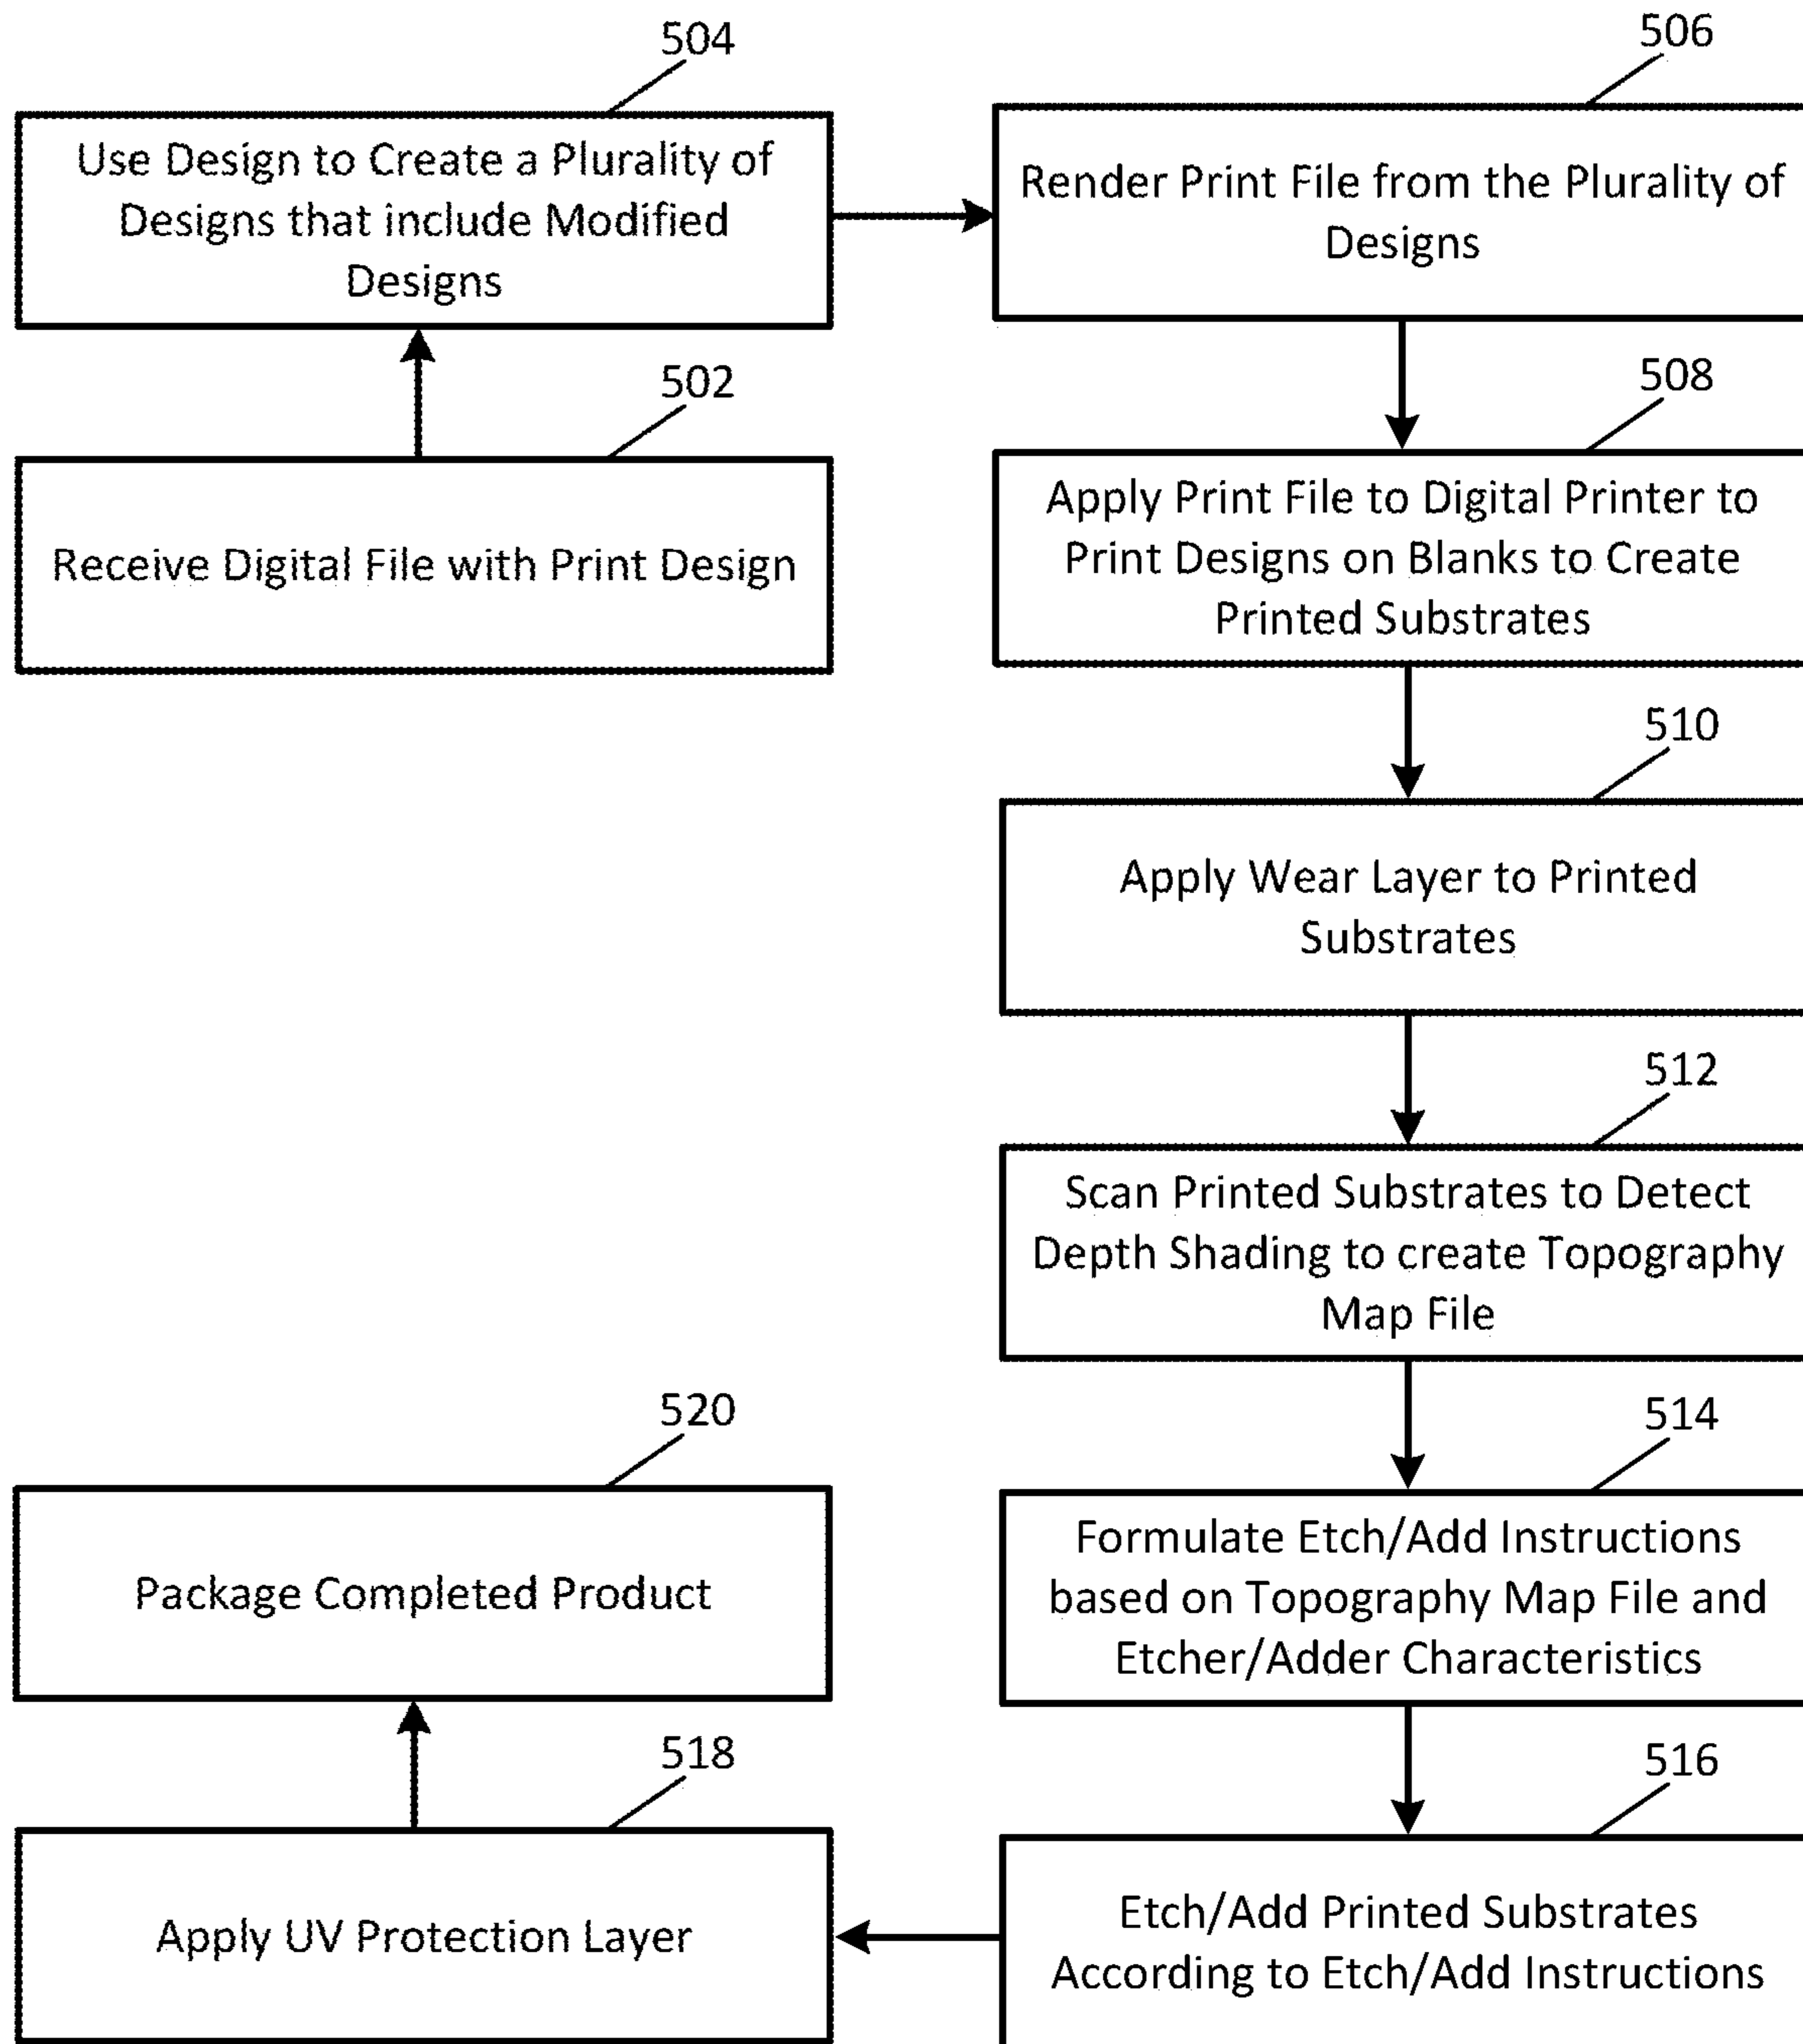 504
Use Design to Create a Plurality of
Designs that include Modified
Designs
506
Render Print File from the Plurality of
Designs
502
Receive Digital File with Print Design
508
Apply Print File to Digital Printer to
Print Designs on Blanks to Create
Printed Substrates
510
Apply Wear Layer to Printed
Substrates
512
Scan Printed Substrates to Detect
Depth Shading to create Topography
Map File
514
Formulate Etch/Add Instructions
based on Topography Map File and
Etcher/Adder Characteristics
516
Etch/Add Printed Substrates
According to Etch/Add Instructions
518
Apply UV Protection Layer
520
Package Completed Product